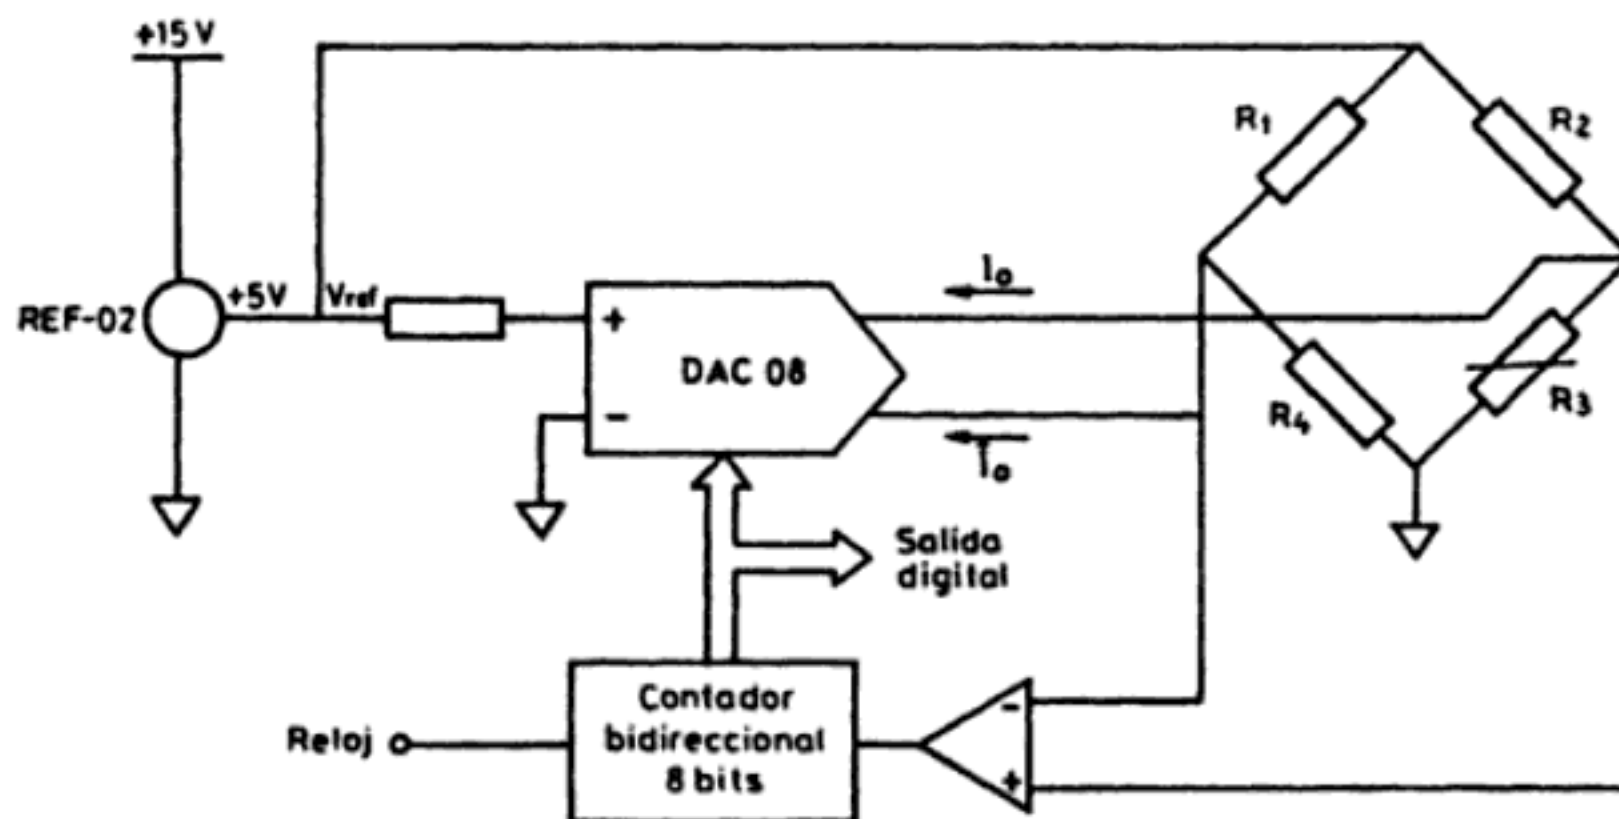 +15 V
R1
R2
REF-02
+5V
Vref
+
-
DAC 08
Io
Īo
R4
R3
Salida
digital
Reloj
Contador
bidireccional
8 bits
-
+